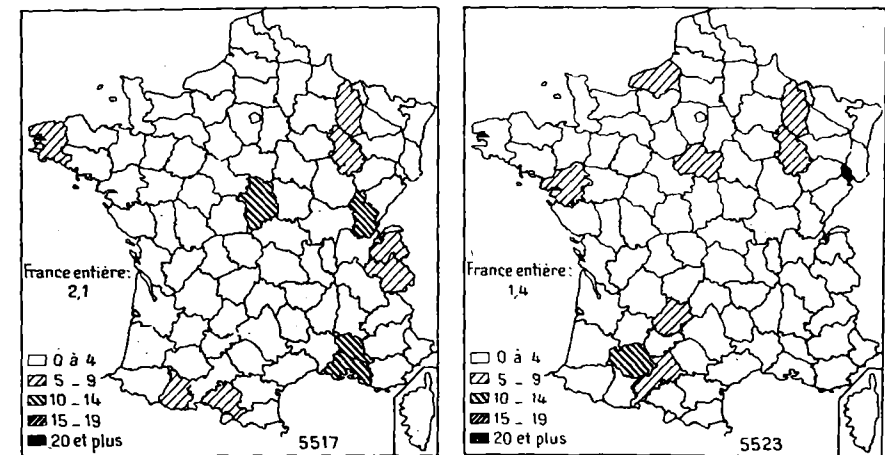 France entière:
2,1
0 à 4
5 _ 9
10 _ 14
15 _ 19
20 et plus
5517
France entière:
1,4
0 à 4
5 _ 9
10 _ 14
15 _ 19
20 et plus
5523